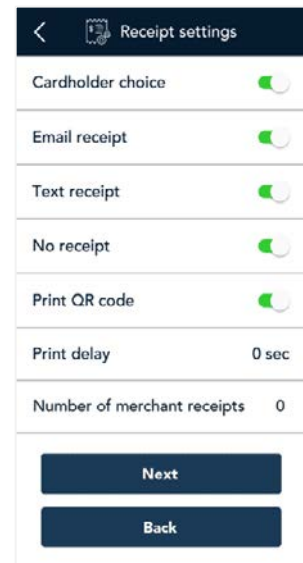 Receipt settings
Cardholder choice
Email receipt
Text receipt
No receipt
Print QR code
Print delay 0 sec
Number of merchant receipts 0
Next
Back